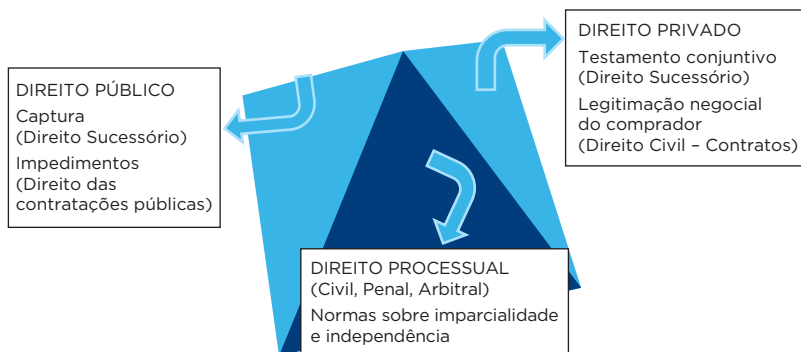 DIREITO PÚBLICO
Captura
(Direito Sucessório)
Impedimentos
(Direito das
contratações públicas)
DIREITO PRIVADO
Testamento conjuntivo
(Direito Sucessório)
Legitimação negocial
do comprador
(Direito Civil – Contratos)
DIREITO PROCESSUAL
(Civil, Penal, Arbitral)
Normas sobre imparcialidade
e independência